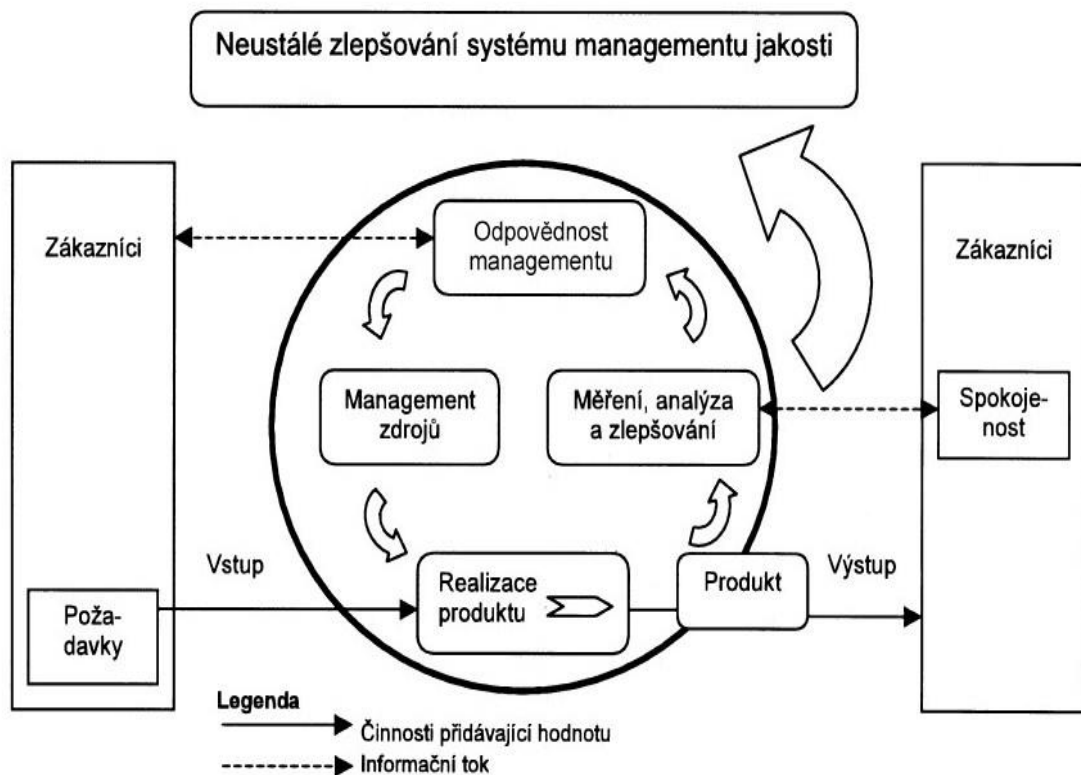 Neustálé zlepšování systému managementu jakosti
Zákazníci
Odpovědnost
managementu
Zákazníci
Management
zdrojů
Měření, analýza
a zlepšování
Spokoje-
nost
Vstup
Realizace
produktu
Produkt
Výstup
Poža-
davky
Legenda
Činnosti přidávající hodnotu
Informační tok